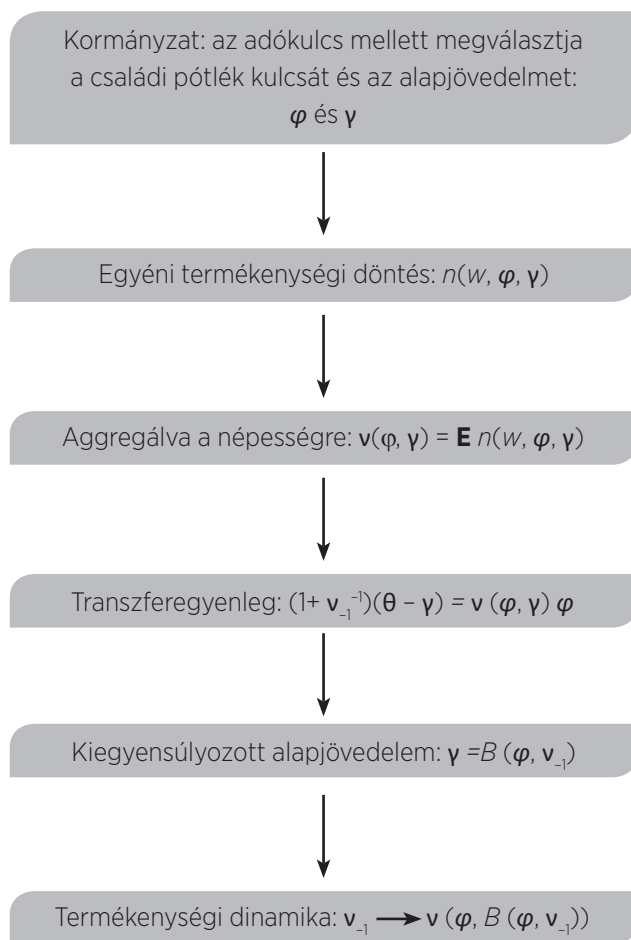 Kormányzat: az adókulcs mellett megválasztja
a családi pótlék kulcsát és az alapjövedelmet:
φ és γ
Egyéni termékenységi döntés: n(w, φ, γ)
Aggregálva a népességre: ν(φ, γ) = E n(w, φ, γ)
Transzferegyenleg: (1+ ν₋₁⁻¹)(θ – γ) = ν (φ, γ) φ
Kiegyensúlyozott alapjövedelem: γ =B (φ, ν₋₁)
Termékenységi dinamika: ν₋₁ → ν (φ, B (φ, ν₋₁))